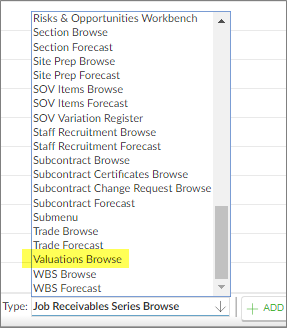 Risks & Opportunities Workbench
Section Browse
Section Forecast
Site Prep Browse
Site Prep Forecast
SOV Items Browse
SOV Items Forecast
SOV Variation Register
Staff Recruitment Browse
Staff Recruitment Forecast
Subcontract Browse
Subcontract Certificates Browse
Subcontract Change Request Browse
Subcontract Forecast
Submenu
Trade Browse
Trade Forecast
Valuations Browse
WBS Browse
WBS Forecast
Type: Job Receivables Series Browse + ADD